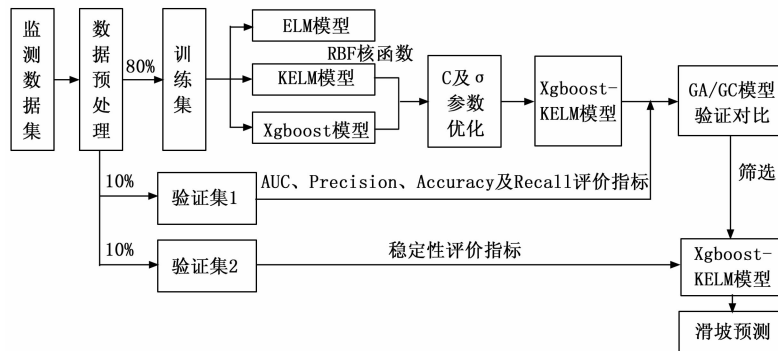 监测数据集
数据预处理
80%
训练集
ELM模型
RBF核函数
KELM模型
Xgboost模型
C及σ
参数
优化
Xgboost-
KELM模型
GA/GC模型
验证对比
筛选
10%
验证集1
AUC、Precision、Accuracy及Recall评价指标
10%
验证集2
稳定性评价指标
Xgboost-
KELM模型
滑坡预测